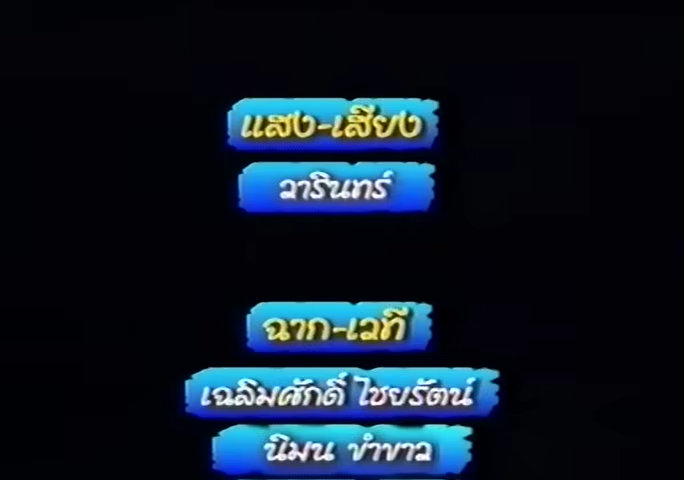 แสง-เสียง
วารินทร์
ฉาก-เวที
เฉลิมศักดิ์ ไชยรัตน์
นิมน ขำขาว